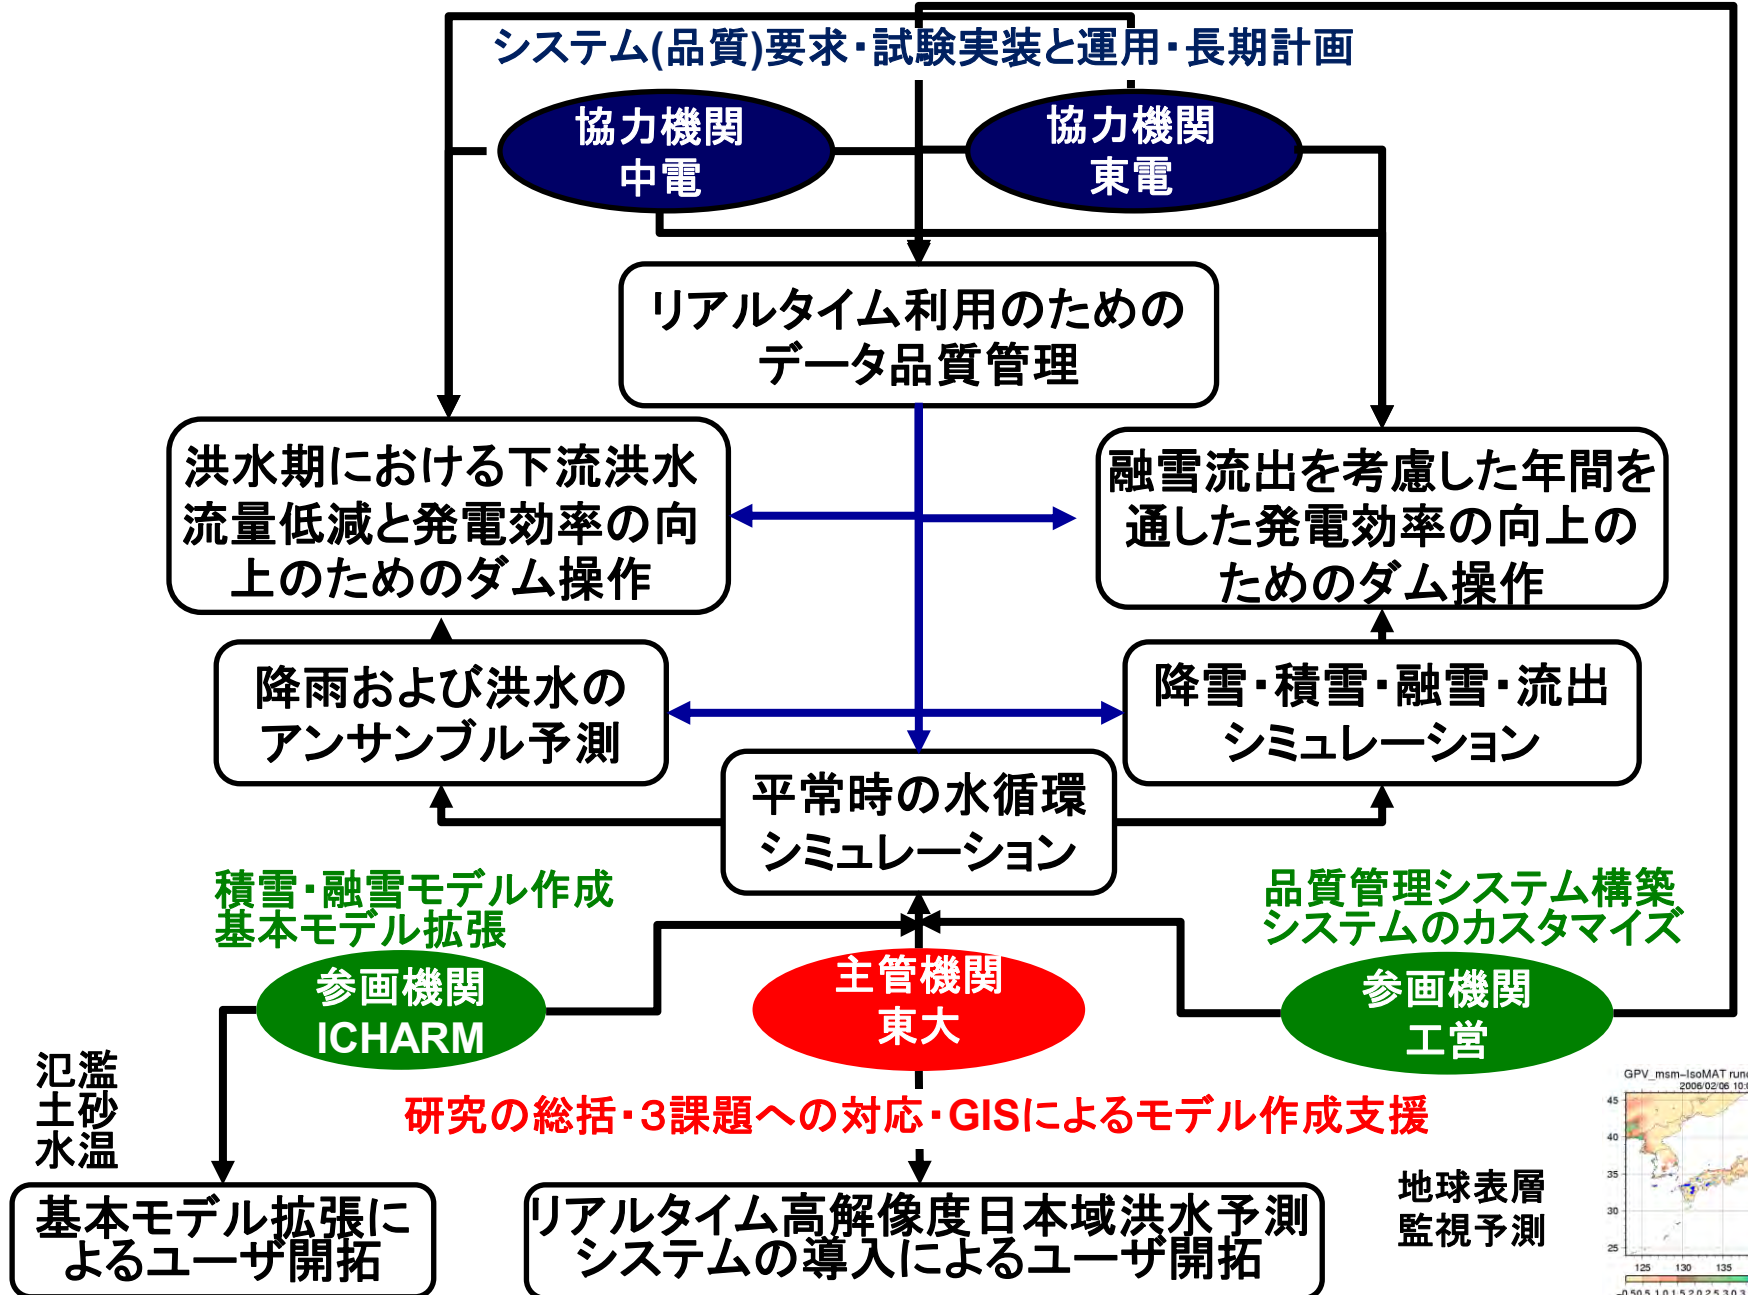 システム(品質)要求・試験実装と運用・長期計画
協力機関
中電
協力機関
東電
リアルタイム利用のための
データ品質管理
洪水期における下流洪水
流量低減と発電効率の向
上のためのダム操作
融雪流出を考慮した年間を
通した発電効率の向上の
ためのダム操作
降雨および洪水の
アンサンブル予測
降雪・積雪・融雪・流出
シミュレーション
平常時の水循環
シミュレーション
積雪・融雪モデル作成
基本モデル拡張
品質管理システム構築
システムのカスタマイズ
参画機関
ICHARM
主管機関
東大
参画機関
工営
氾濫
土砂
水温
研究の総括・3課題への対応・GISによるモデル作成支援
基本モデル拡張に
よるユーザ開拓
リアルタイム高解像度日本域洪水予測
システムの導入によるユーザ開拓
地球表層
監視予測
GPV_msm-IsoMAT run
2006/02/06 10:
45
40
35
30
25
125 130 135